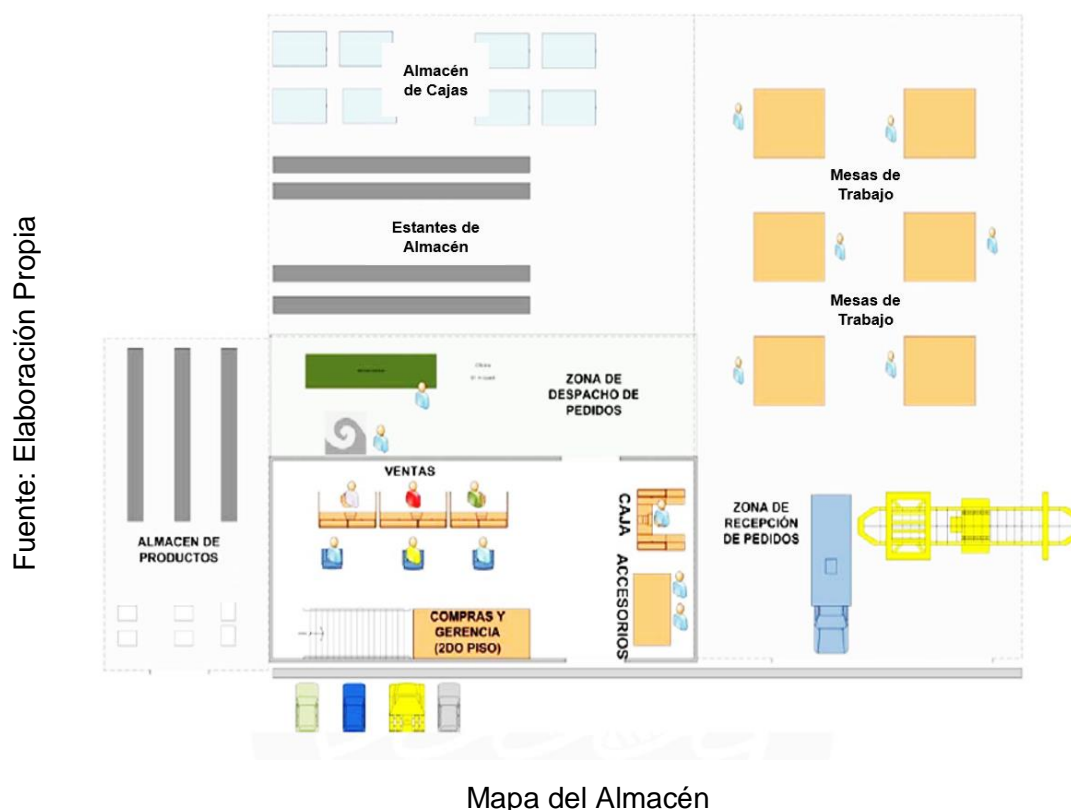 Almacén
de Cajas
Mesas de
Trabajo
Estantes de
Almacén
Mesas de
Trabajo
Fuente: Elaboración Propia
ZONA DE
DESPACHO DE
PEDIDOS
VENTAS
CAJA
ZONA DE
RECEPCIÓN
DE PEDIDOS
ALMACEN DE
PRODUCTOS
ACCESORIOS
COMPRAS Y
GERENCIA
(2DO PISO)
Mapa del Almacén